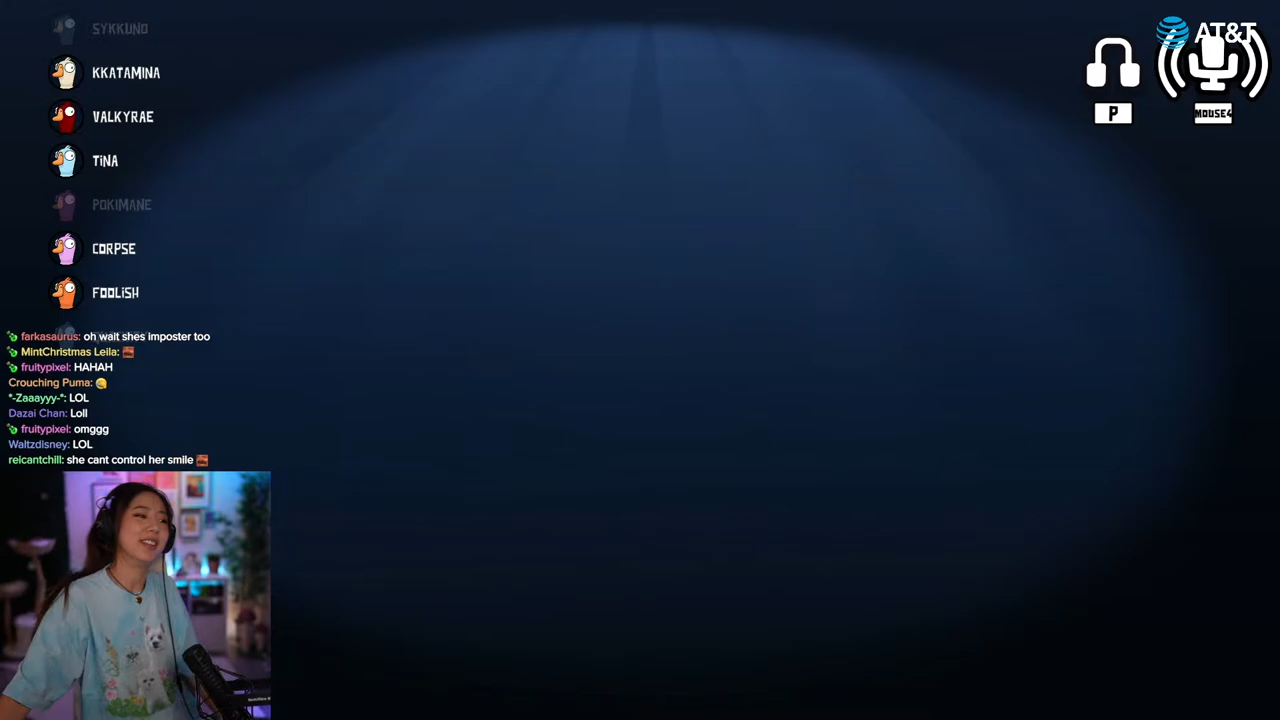 SYKKUNO
AT&T
KKATAMINA
P
MOUSE4
VALKYRAE
TINA
POKIMANE
CORPSE
FOOLISH
farkasaurus: oh wait shes imposter too
MintChristmas Leila:
fruitypixel: HAHAH
Crouching Puma:
*-Zaaayyy-*: LOL
Dazai Chan: Loll
fruitypixel: omggg
Waltzdisney: LOL
reicantchill: she cant control her smile